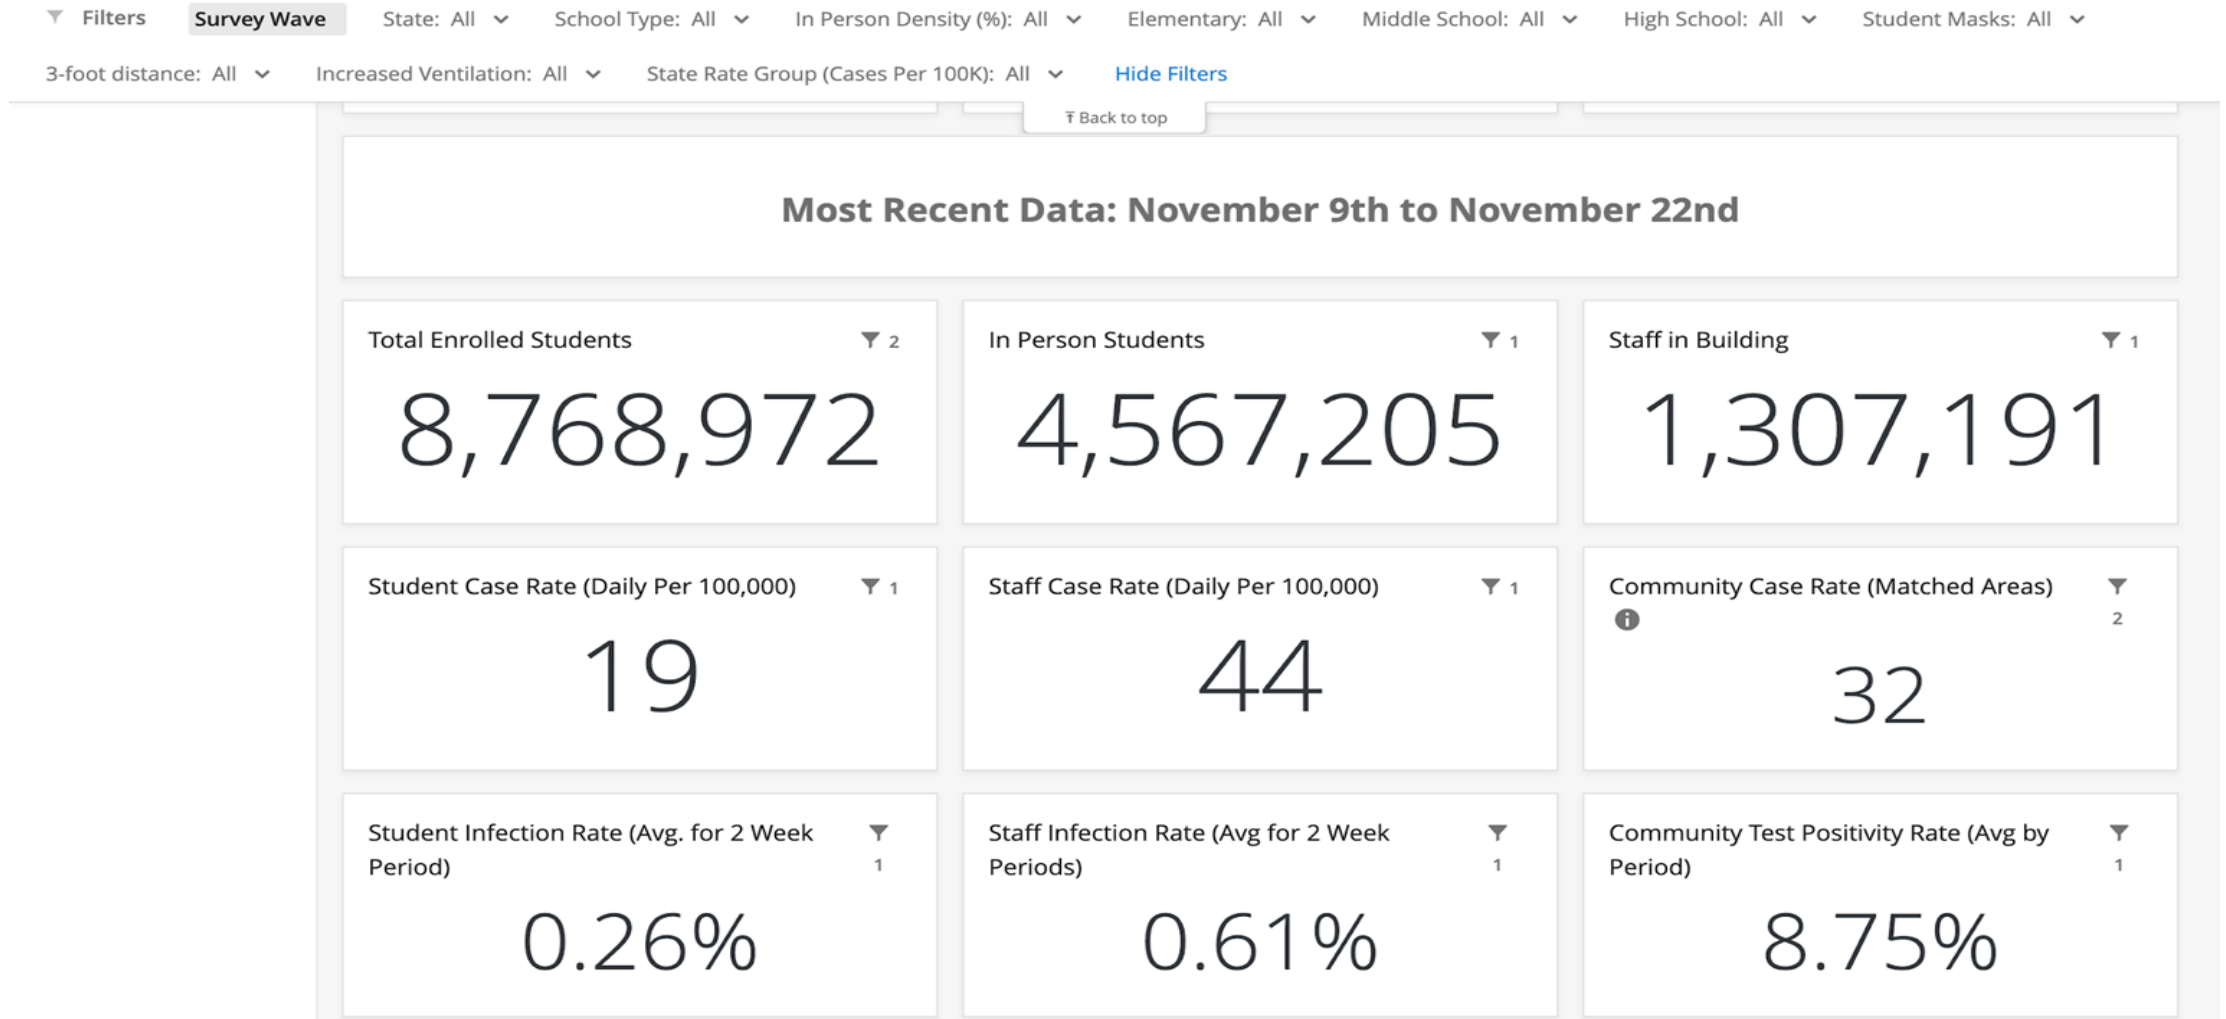 Filters Survey Wave State: All School Type: All In Person Density (%): All Elementary: All Middle School: All High School: All Student Masks: All
3-foot distance: All Increased Ventilation: All State Rate Group (Cases Per 100K): All Hide Filters
Back to top
Most Recent Data: November 9th to November 22nd
Total Enrolled Students 2
8,768,972
In Person Students 1
4,567,205
Staff in Building 1
1,307,191
Student Case Rate (Daily Per 100,000) 1
19
Staff Case Rate (Daily Per 100,000) 1
44
Community Case Rate (Matched Areas)
2
32
Student Infection Rate (Avg. for 2 Week
Period) 1
0.26%
Staff Infection Rate (Avg for 2 Week
Periods) 1
0.61%
Community Test Positivity Rate (Avg by
Period) 1
8.75%